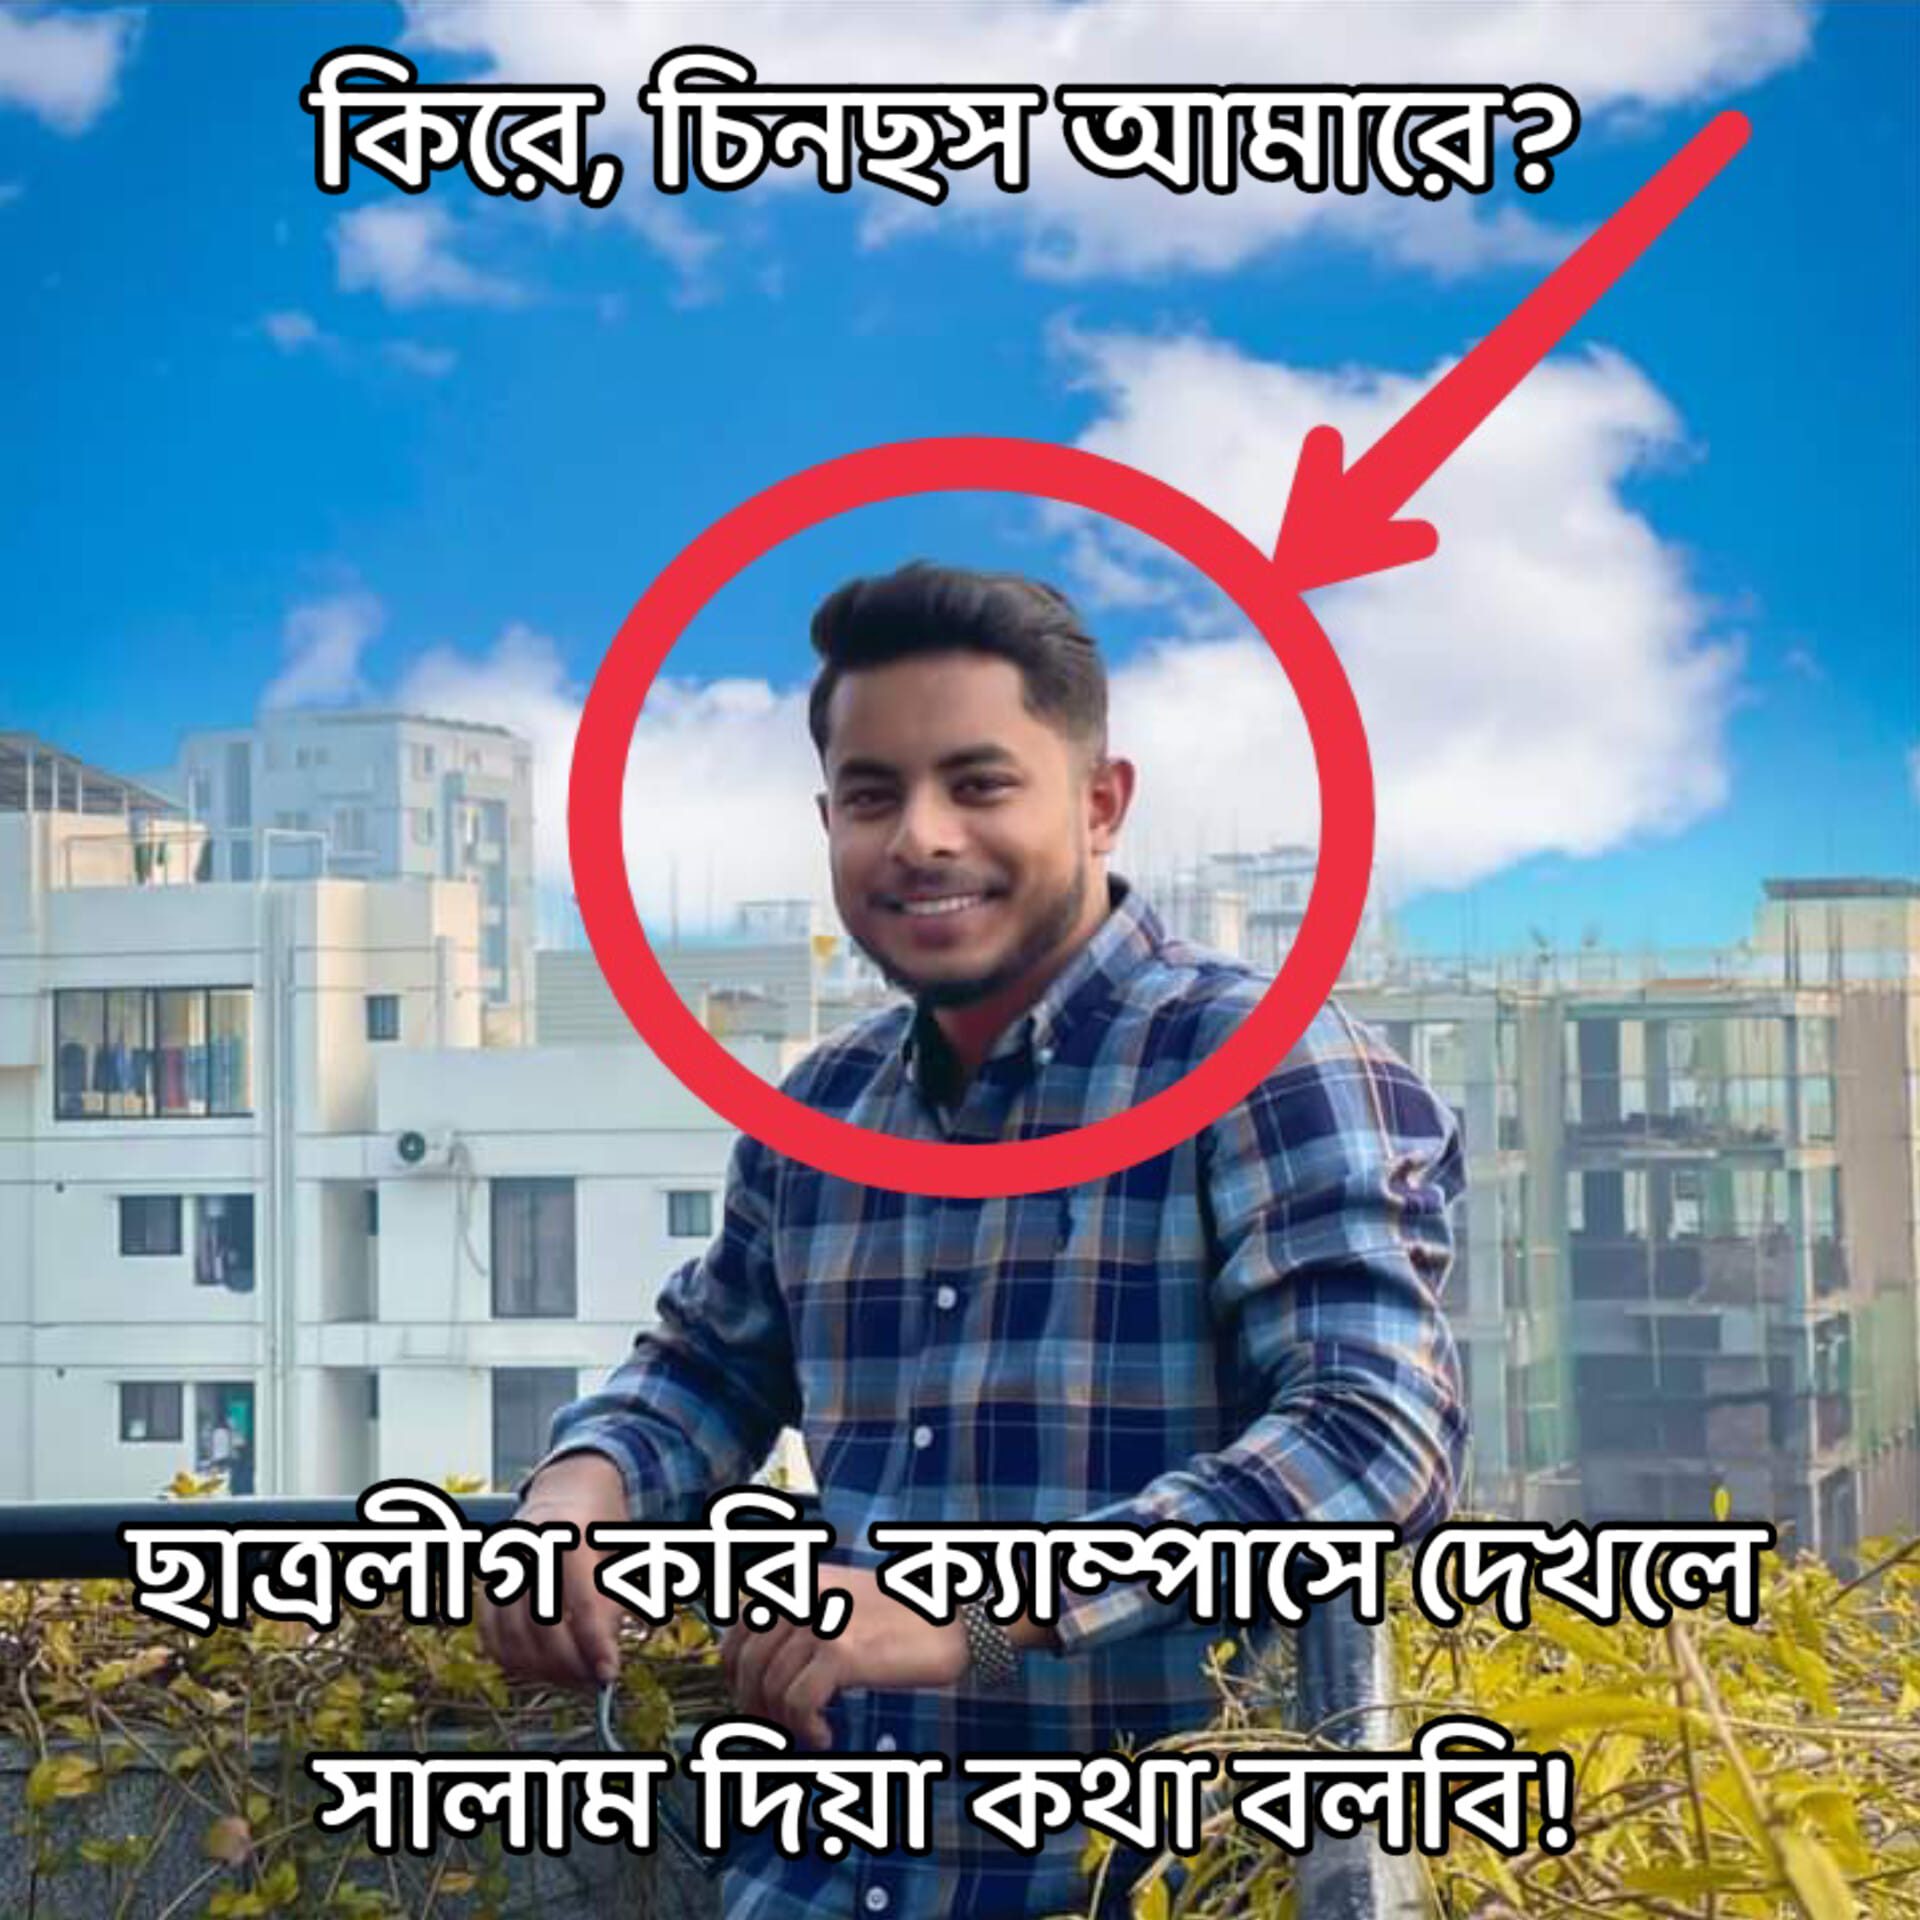 কিরে, চিনছস আমারে?
ছাত্রলীগ করি, ক্যাম্পাসে দেখলে
সালাম দিয়া কথা বলবি!